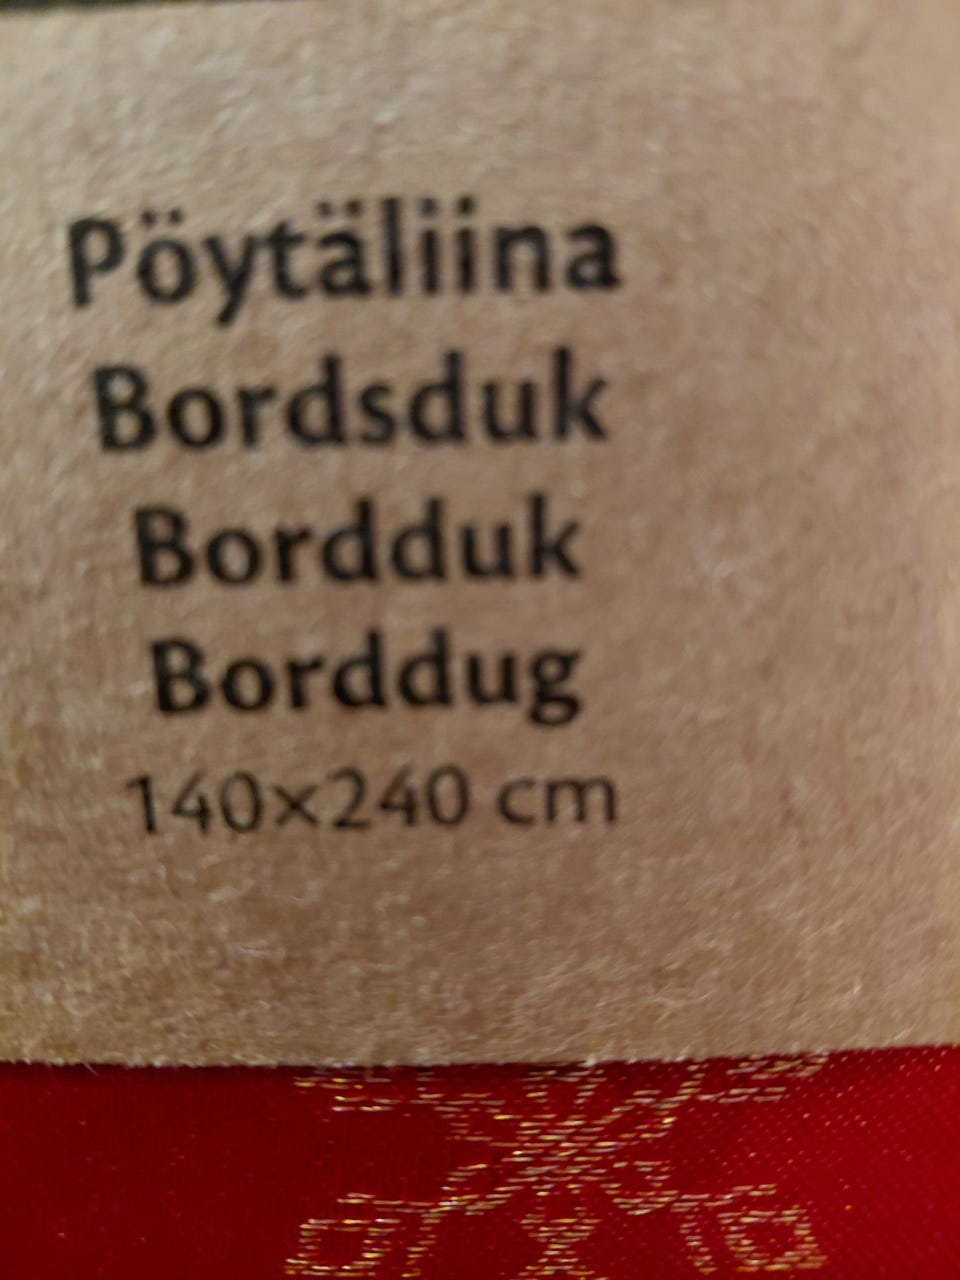 Pöytäliina
Bordsduk
Bordduk
Borddug
140×240 cm